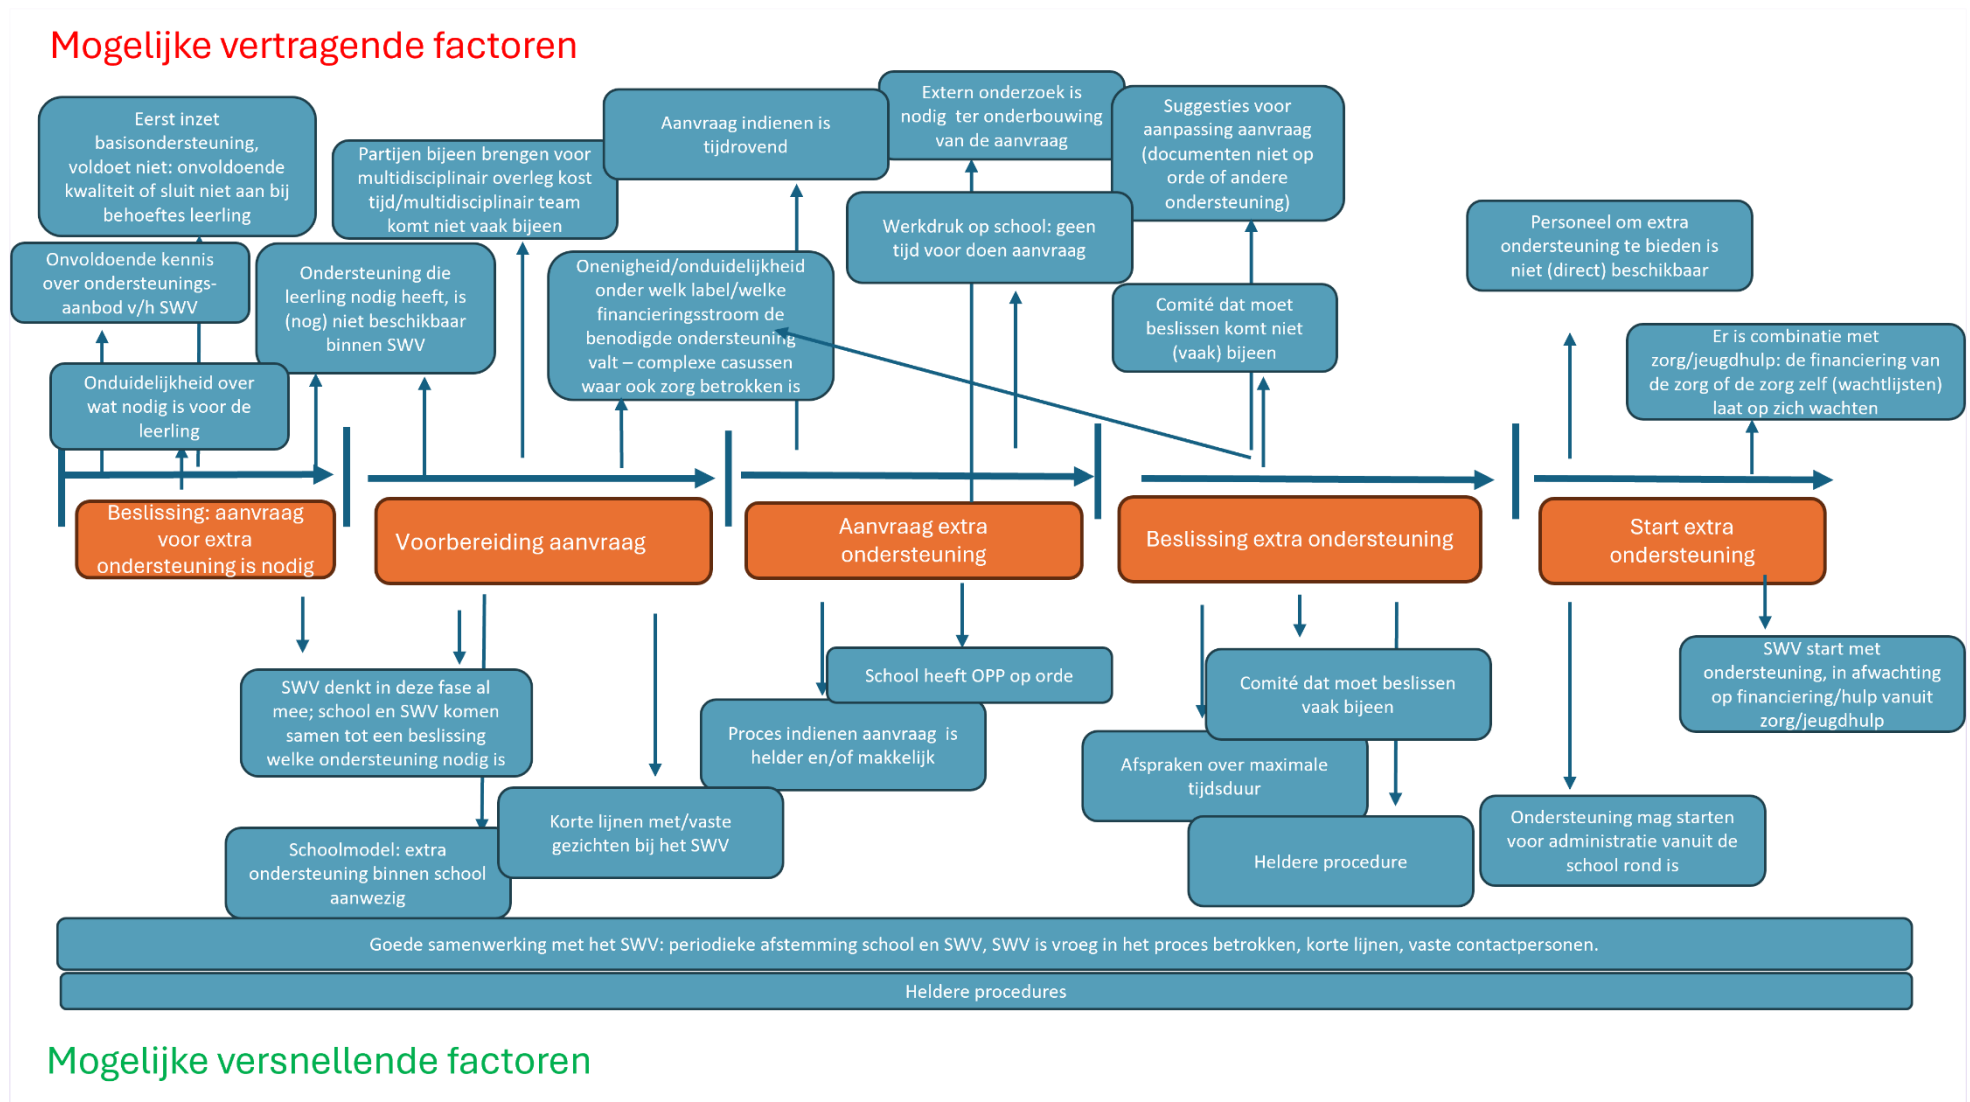 Mogelijke vertragende factoren
Eerst inzet
basisondersteuning,
voldoet niet: onvoldoende
kwaliteit of sluit niet aan bij
behoeftes leerling
Partijen bijeen brengen voor
multidisciplinair overleg kost
tijd/multidisciplinair team
komt niet vaak bijeen
Aanvraag indienen is
tijdrovend
Extern onderzoek is
nodig ter onderbouwing
van de aanvraag
Suggesties voor
aanpassing aanvraag
(documenten niet op
orde of andere
ondersteuning)
Onvoldoende kennis
over ondersteunings-
aanbod v/h SWV
Ondersteuning die
leerling nodig heeft, is
(nog) niet beschikbaar
binnen SWV
Onenigheid/onduidelijkheid
onder welk label/welke
financieringsstroom de
benodigde ondersteuning
valt – complexe casussen
waar ook zorg betrokken is
Werkdruk op school: geen
tijd voor doen aanvraag
Comité dat moet
beslissen komt niet
(vaak) bijeen
Personeel om extra
ondersteuning te bieden is
niet (direct) beschikbaar
Er is combinatie met
zorg/jeugdhulp: de financiering van
de zorg of de zorg zelf (wachtlijsten)
laat op zich wachten
Onduidelijkheid over
wat nodig is voor de
leerling
Beslissing: aanvraag
voor extra
ondersteuning is nodig
Voorbereiding aanvraag
Aanvraag extra
ondersteuning
Beslissing extra ondersteuning
Start extra
ondersteuning
SWV denkt in deze fase al
mee; school en SWV komen
samen tot een beslissing
welke ondersteuning nodig is
Schoolmodel: extra
ondersteuning binnen school
aanwezig
Korte lijnen met/vaste
gezichten bij het SWV
School heeft OPP op orde
Proces indienen aanvraag is
helder en/of makkelijk
Comité dat moet beslissen
vaak bijeen
Afspraken over maximale
tijdsduur
Heldere procedure
SWV start met
ondersteuning, in afwachting
op financiering/hulp vanuit
zorg/jeugdhulp
Ondersteuning mag starten
voor administratie vanuit de
school rond is
Goede samenwerking met het SWV: periodieke afstemming school en SWV, SWV is vroeg in het proces betrokken, korte lijnen, vaste contactpersonen.
Heldere procedures
Mogelijke versnellende factoren